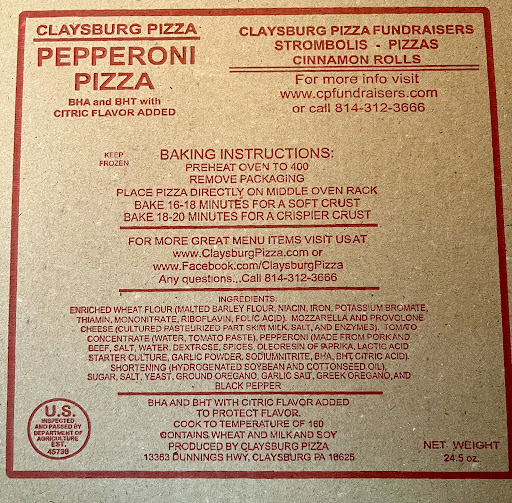 CLAYSBURG PIZZA
PEPPERONI
PIZZA
BHA and BHT with
CITRIC FLAVOR ADDED
CLAYSBURG PIZZA FUNDRAISERS
STROMBOLIS - PIZZAS
CINNAMON ROLLS
For more info visit
www.cpfundraisers.com
or call 814-312-3666
KEEP
FROZEN
BAKING INSTRUCTIONS:
PREHEAT OVEN TO 400
REMOVE PACKAGING
PLACE PIZZA DIRECTLY ON MIDDLE OVEN RACK
BAKE 16-18 MINUTES FOR A SOFT CRUST
BAKE 18-20 MINUTES FOR A CRISPIER CRUST
FOR MORE GREAT MENU ITEMS VISIT US AT
www.ClaysburgPizza.com or
www.Facebook.com/ClaysburgPizza
Any questions...Call 814-312-3666
INGREDIENTS:
ENRICHED WHEAT FLOUR (MALTED BARLEY FLOUR, NIACIN, IRON, POTASSIUM BROMATE,
THIAMIN, MONONITRATE, RIBOFLAVIN, FOLIC ACID). MOZZARELLA AND PROVOLONE
CHEESE (CULTURED PASTEURIZED PART SKIM MILK, SALT, AND ENZYMES). TOMATO
CONCENTRATE (WATER, TOMATO PASTE), PEPPERONI (MADE FROM PORK AND
BEEF, SALT, WATER, DEXTROSE, SPICES, OLEORESIN OF PAPRIKA, LACTIC ACID
STARTER CULTURE, GARLIC POWDER, SODIUMNITRITE, BHA, BHT, CITRIC ACID).
SHORTENING (HYDROGENATED SOYBEAN AND COTTONSEED OIL),
SUGAR, SALT, YEAST, GROUND OREGANO, GARLIC SALT, GREEK OREGANO, AND
BLACK PEPPER
BHA AND BHT WITH CITRIC FLAVOR ADDED
TO PROTECT FLAVOR.
COOK TO TEMPERATURE OF 160
CONTAINS WHEAT AND MILK AND SOY
PRODUCED BY CLAYSBURG PIZZA
13363 DUNNINGS HWY, CLAYSBURG PA 16625
U.S.
INSPECTED
AND PASSED BY
DEPARTMENT OF
AGRICULTURE
EST.
45736
NET WEIGHT
24.5 oz.